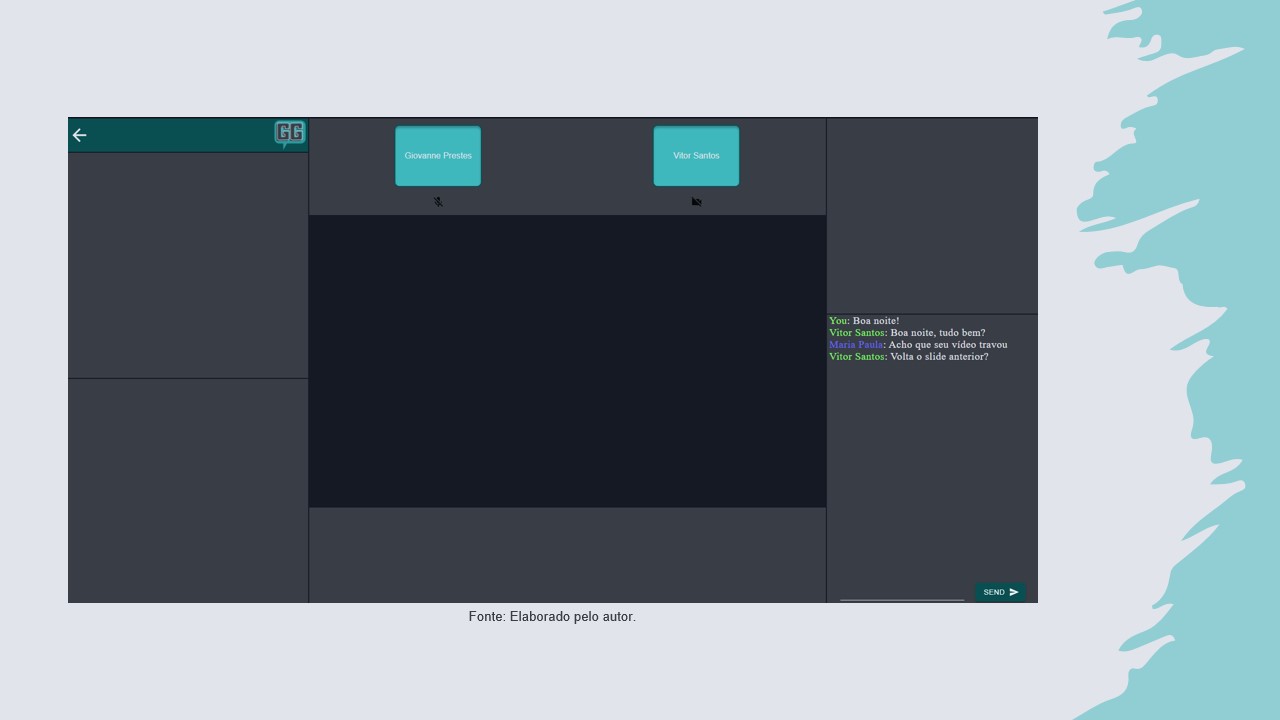 GG
Giovanne Prestes
Vitor Santos
You: Boa noite!
Vitor Santos: Boa noite, tudo bem?
Maria Paula: Acho que seu vídeo travou
Vitor Santos: Volta o slide anterior?
SEND
Fonte: Elaborado pelo autor.